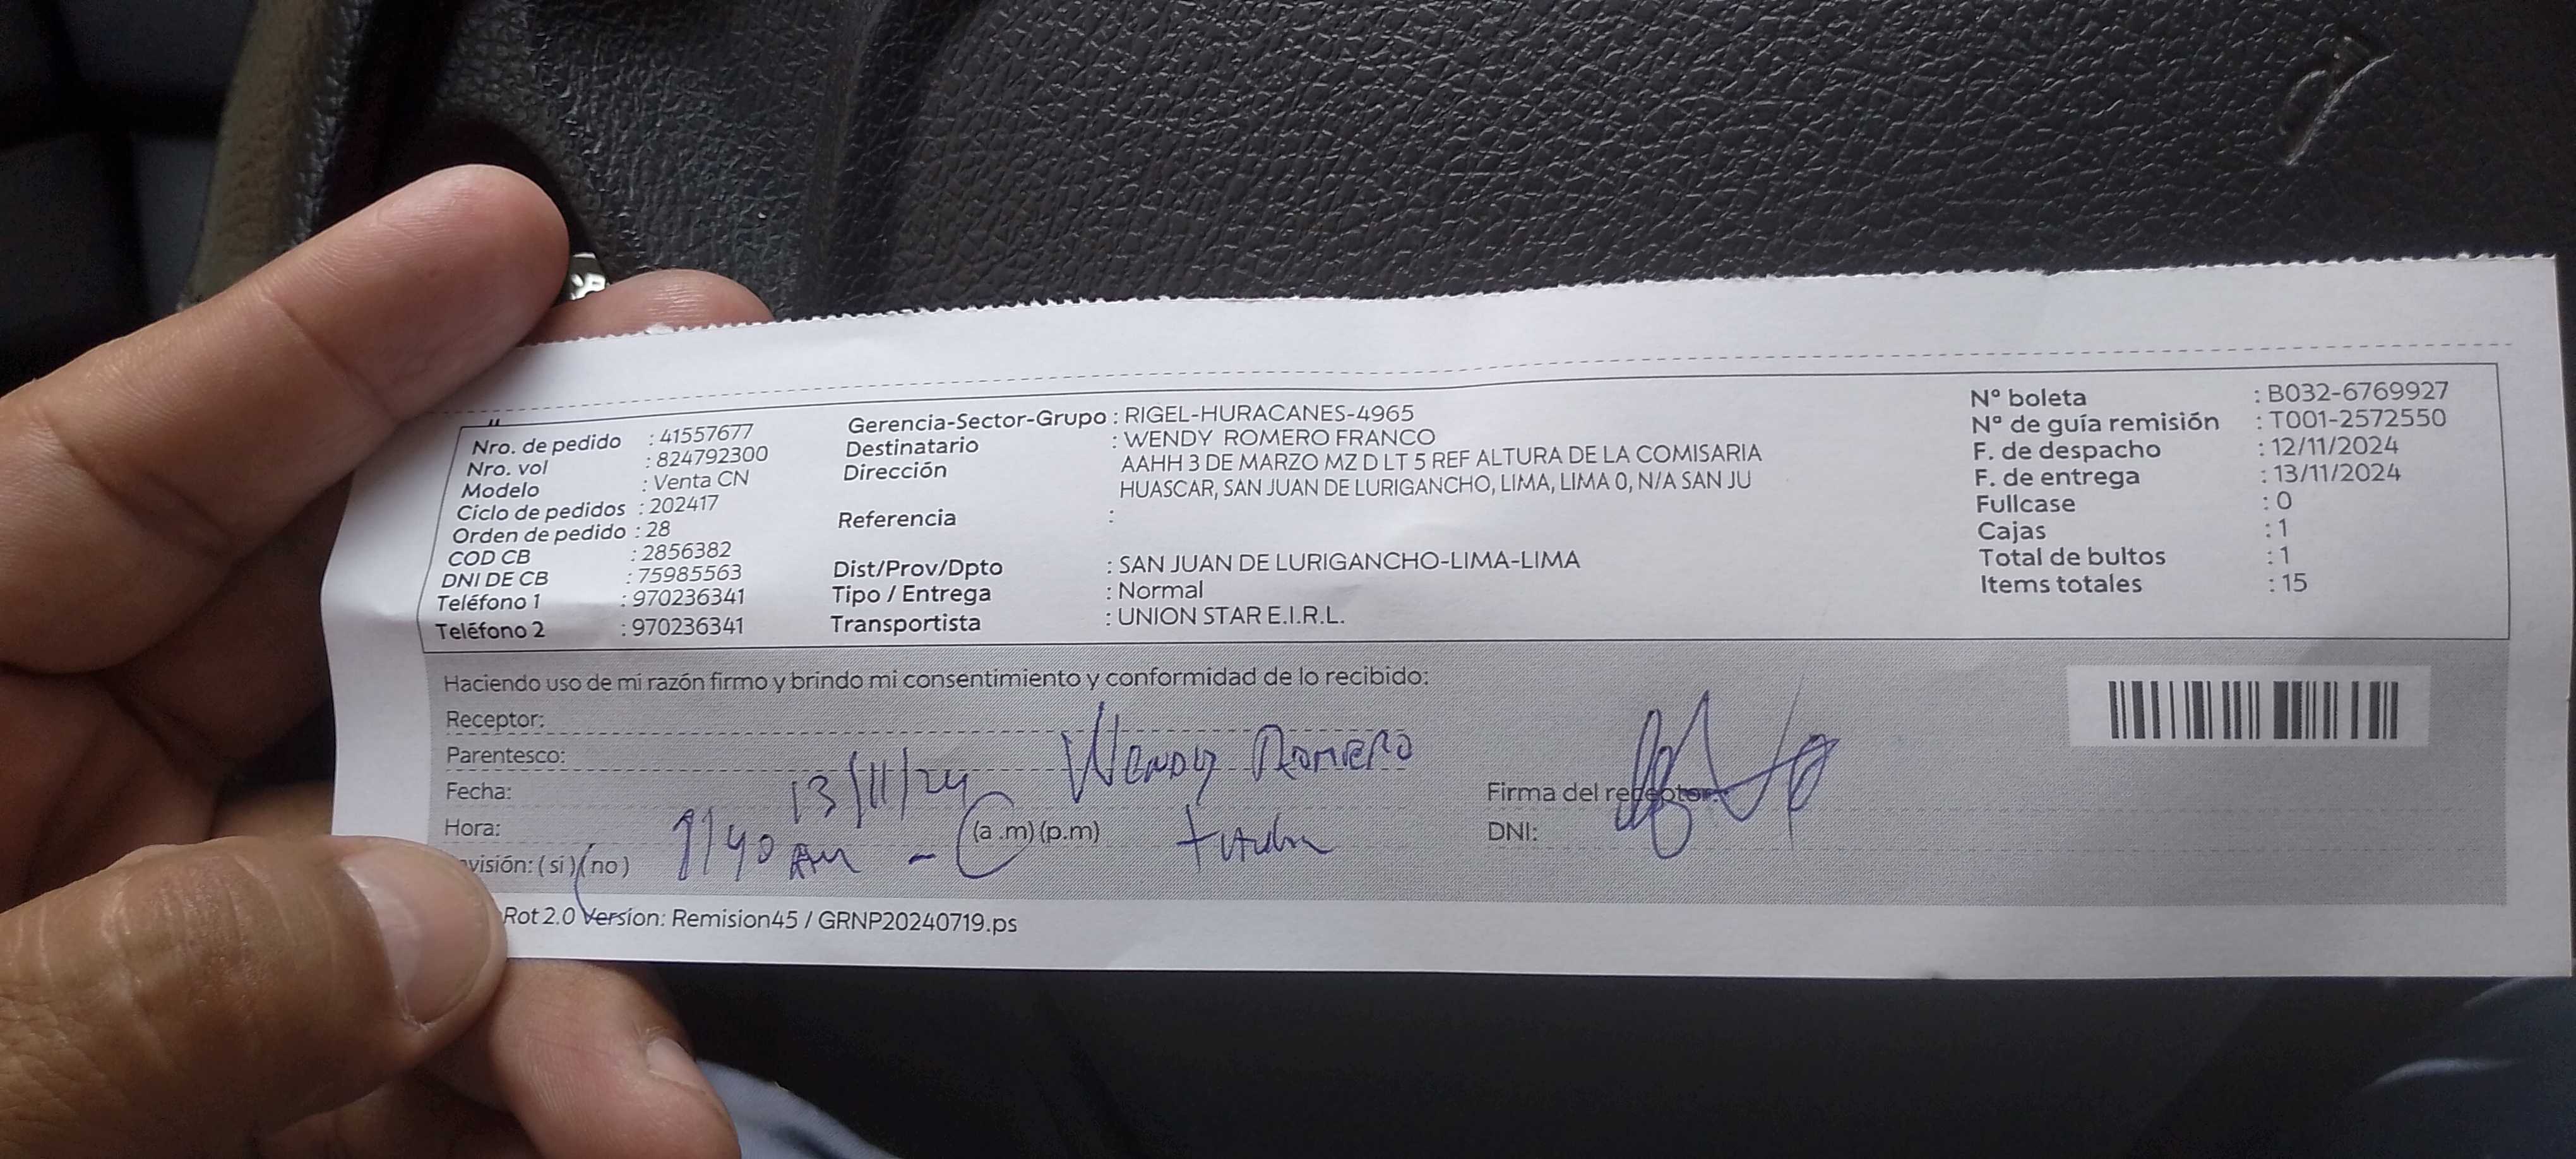 Nro. de pedido : 41557677
Nro. vol : 824792300
Modelo : Venta CN
Ciclo de pedidos : 202417
Orden de pedido : 28
COD CB : 2856382
DNI DE CB : 75985563
Teléfono 1 : 970236341
Teléfono 2 : 970236341
Gerencia-Sector-Grupo : RIGEL-HURACANES-4965
Destinatario : WENDY ROMERO FRANCO
Dirección : AAHH 3 DE MARZO MZ D LT 5 REF ALTURA DE LA COMISARIA
HUASCAR, SAN JUAN DE LURIGANCHO, LIMA, LIMA 0, N/A SAN JU
Referencia :
Dist/Prov/Dpto : SAN JUAN DE LURIGANCHO-LIMA-LIMA
Tipo / Entrega : Normal
Transportista : UNION STAR E.I.R.L.
Nº boleta : B032-6769927
Nº de guía remisión : T001-2572550
F. de despacho : 12/11/2024
F. de entrega : 13/11/2024
Fullcase : 0
Cajas : 1
Total de bultos : 1
Items totales : 15
Haciendo uso de mi razón firmo y brindo mi consentimiento y conformidad de lo recibido:
Receptor: Wendy Romero
Parentesco:
Fecha: 13/11/24
Hora: (a .m) (p.m)
visión: ( si ) ( no )
Firma del receptor:
DNI:
Rot 2.0 Version: Remision45 / GRNP20240719.ps